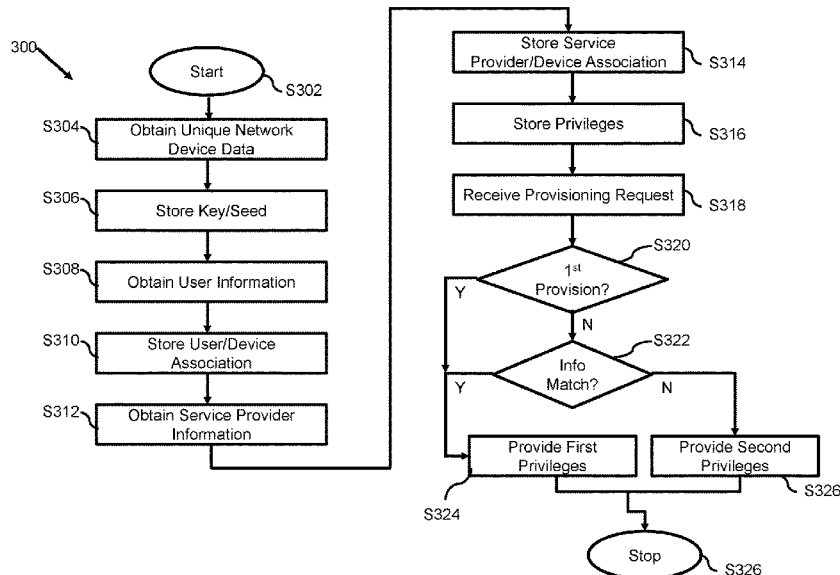 300
Start
S302
S304
Obtain Unique Network
Device Data
S306
Store Key/Seed
S308
Obtain User Information
S310
Store User/Device
Association
S312
Obtain Service Provider
Information
Store Service
Provider/Device Association
S314
Store Privileges
S316
Receive Provisioning Request
S318
1st
Provision?
S320
Y
N
Info
Match?
S322
Y
N
Provide First
Privileges
S324
Provide Second
Privileges
S326
Stop
S326